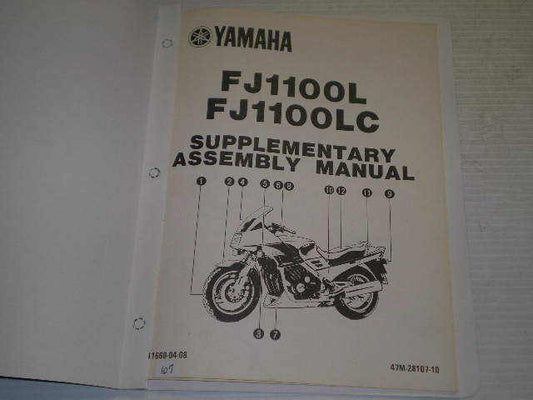 YAMAHA
FJ1100L
FJ1100LC
SUPPLEMENTARY
ASSEMBLY MANUAL
1 2 4 5 6 8 10 12 11 9
3 7
47M-28107-10
107